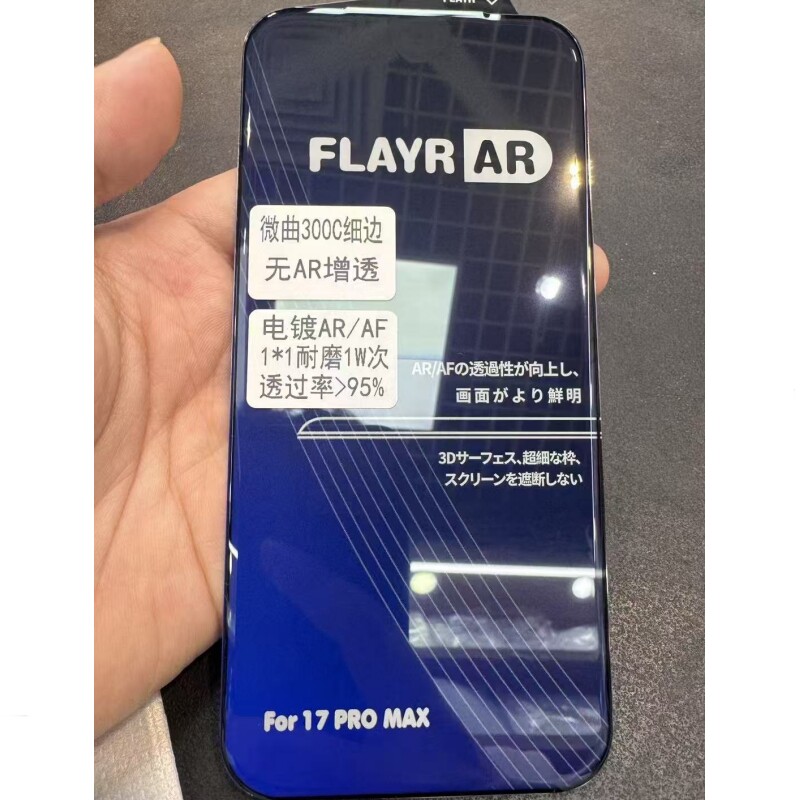 FLAYR AR
微曲300C细边
无AR增透
电镀AR/AF
1*1耐磨1W次
透过率>95%
AR/AFの透過性が向上し、
画面がより鮮明
3Dサーフェス、超細な枠、
スクリーンを遮断しない
For 17 PRO MAX